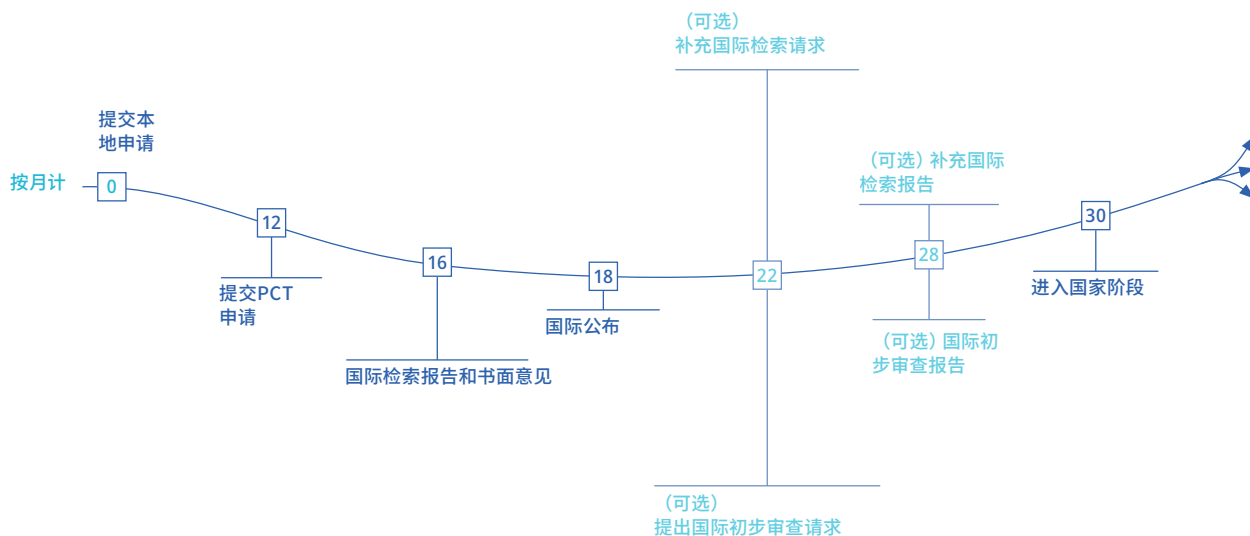 （可选）
补充国际检索请求
提交本
地申请
（可选）补充国际
检索报告
按月计
0
12
16
18
22
28
30
提交PCT
申请
国际公布
进入国家阶段
（可选）国际初
步审查报告
国际检索报告和书面意见
（可选）
提出国际初步审查请求